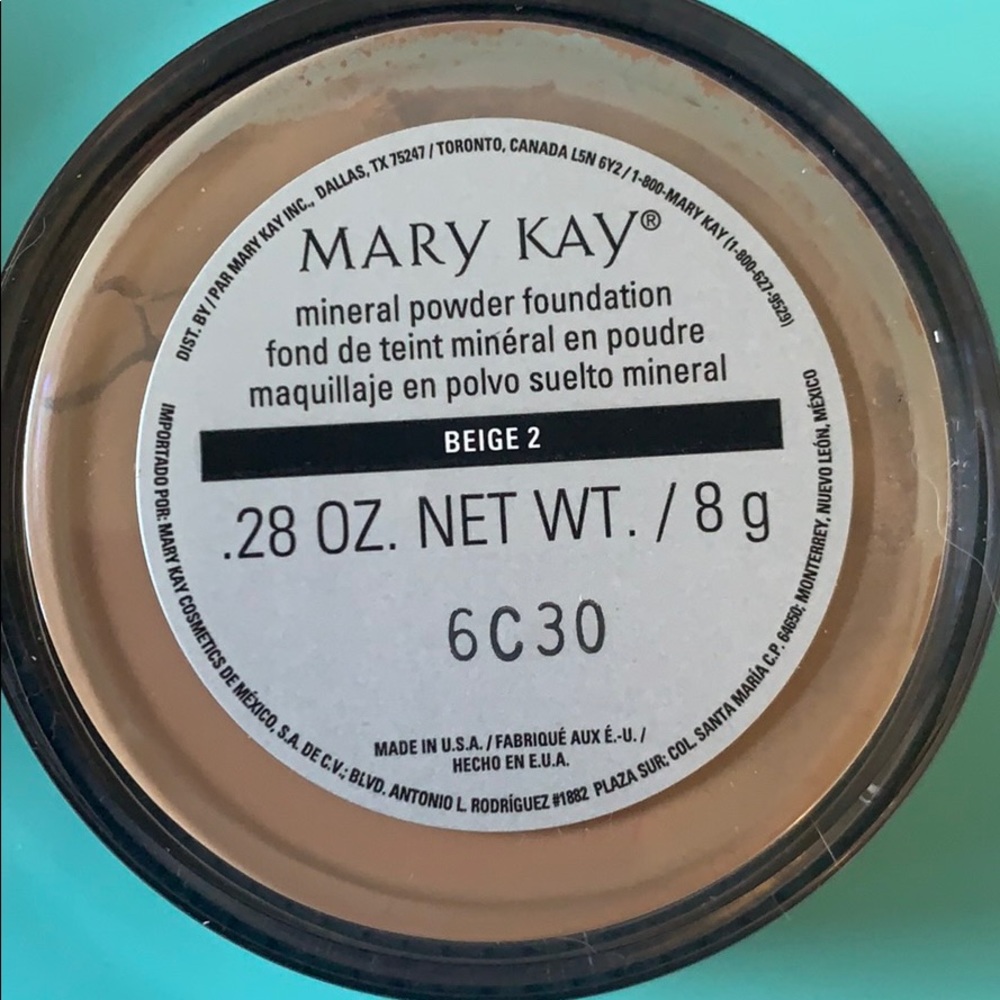 DIST. BY / PAR MARY KAY INC., DALLAS, TX 75247 / TORONTO, CANADA L5N 6Y2 / 1-800-MARY KAY (1-800-627-9529)
MARY KAY®
mineral powder foundation
fond de teint minéral en poudre
maquillaje en polvo suelto mineral
BEIGE 2
.28 OZ. NET WT. / 8 g
6C30
MADE IN U.S.A. / FABRIQUÉ AUX É.-U. /
HECHO EN E.U.A.
IMPORTADO POR: MARY KAY COSMETICS DE MÉXICO, S.A. DE C.V.; BLVD. ANTONIO L. RODRÍGUEZ #1882 PLAZA SUR; COL. SANTA MARÍA C.P. 64650; MONTERREY, NUEVO LEÓN, MÉXICO